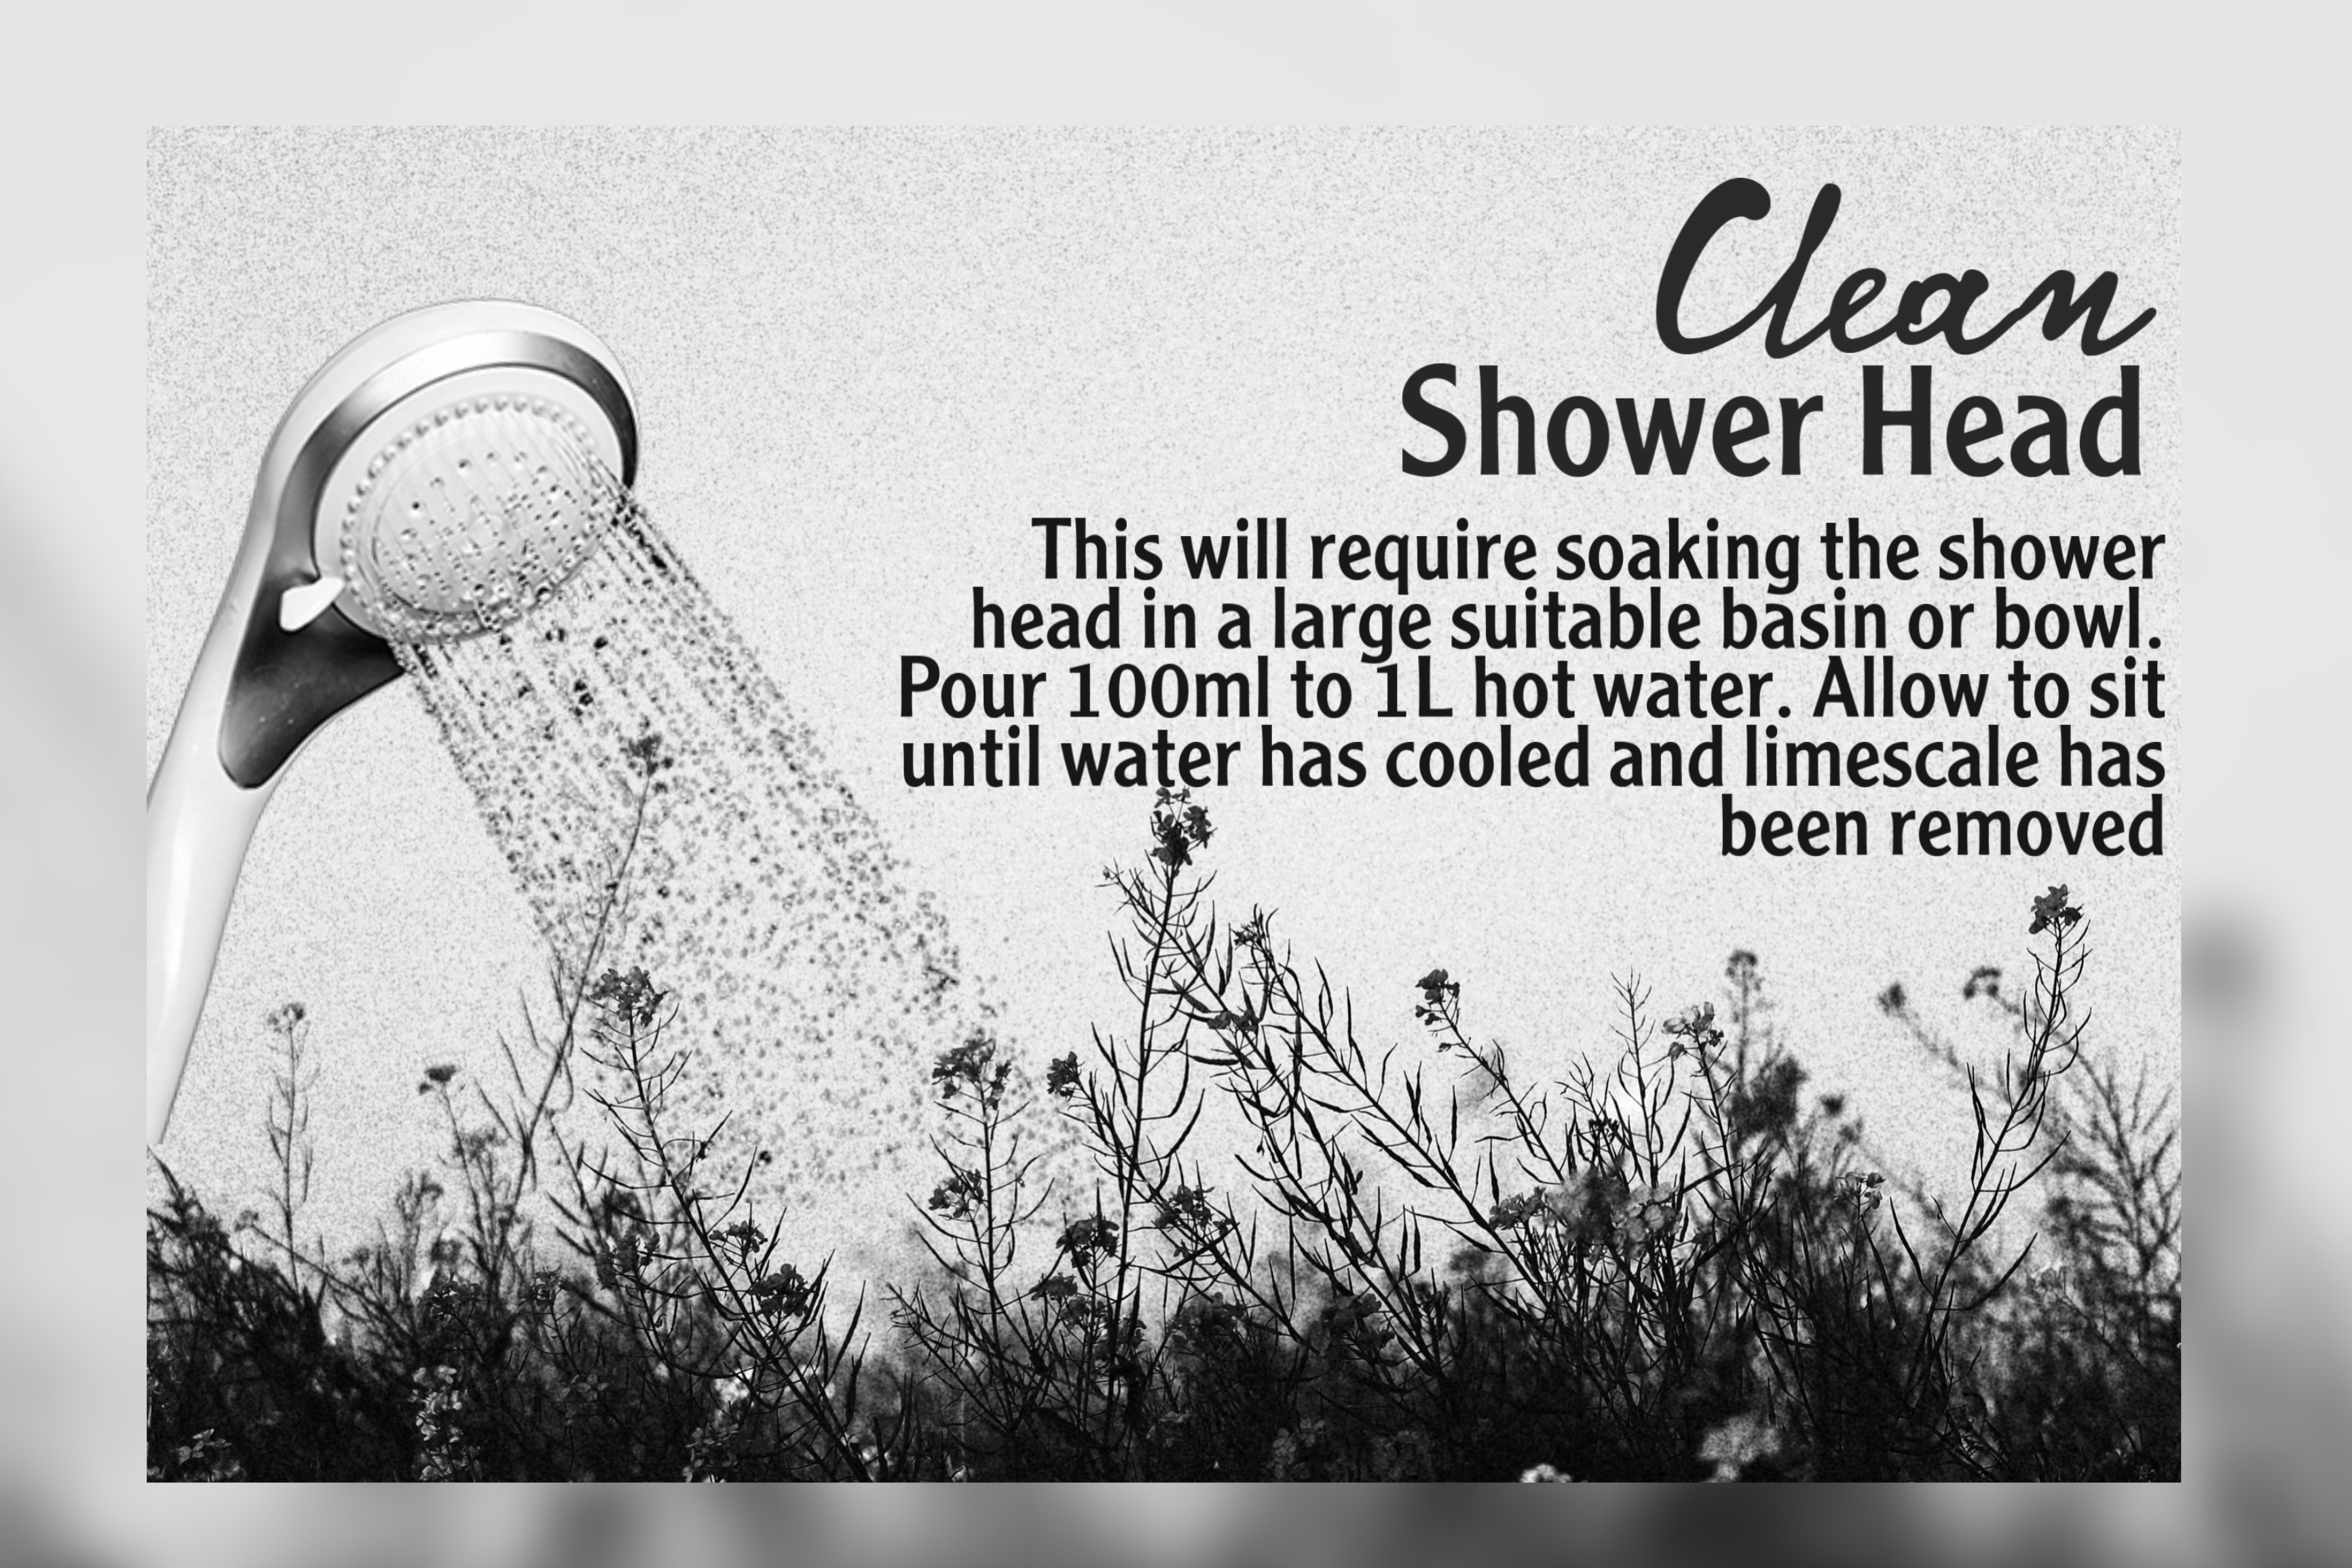 Clean
Shower Head
This will require soaking the shower
head in a large suitable basin or bowl.
Pour 100ml to 1L hot water. Allow to sit
until water has cooled and limescale has
been removed